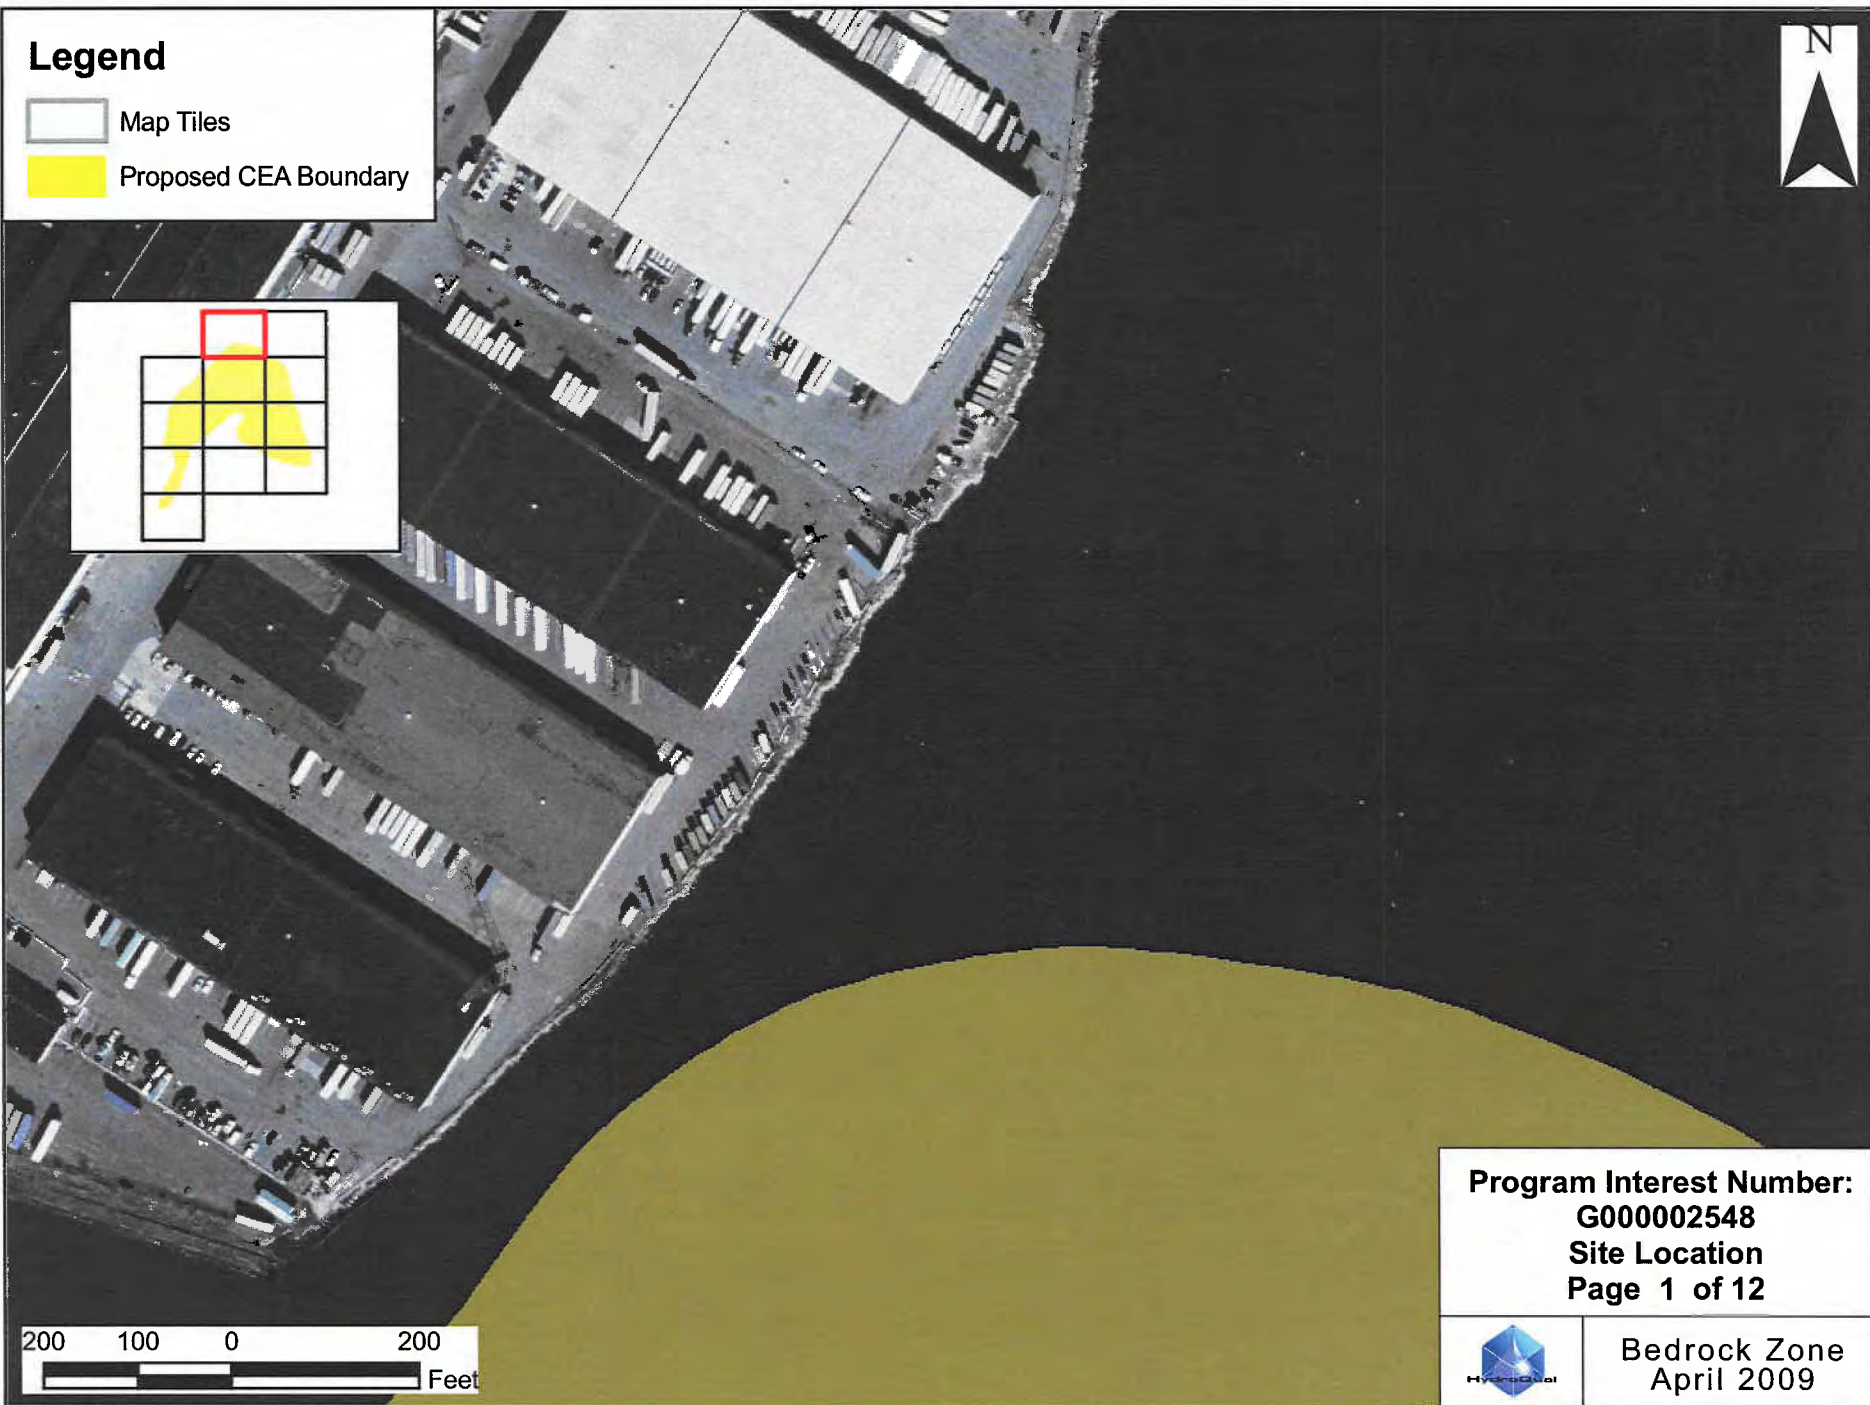 Legend
Map Tiles
Proposed CEA Boundary
N
200 100 0 200
Feet
Program Interest Number:
G000002548
Site Location
Page 1 of 12
HydroQual
Bedrock Zone
April 2009